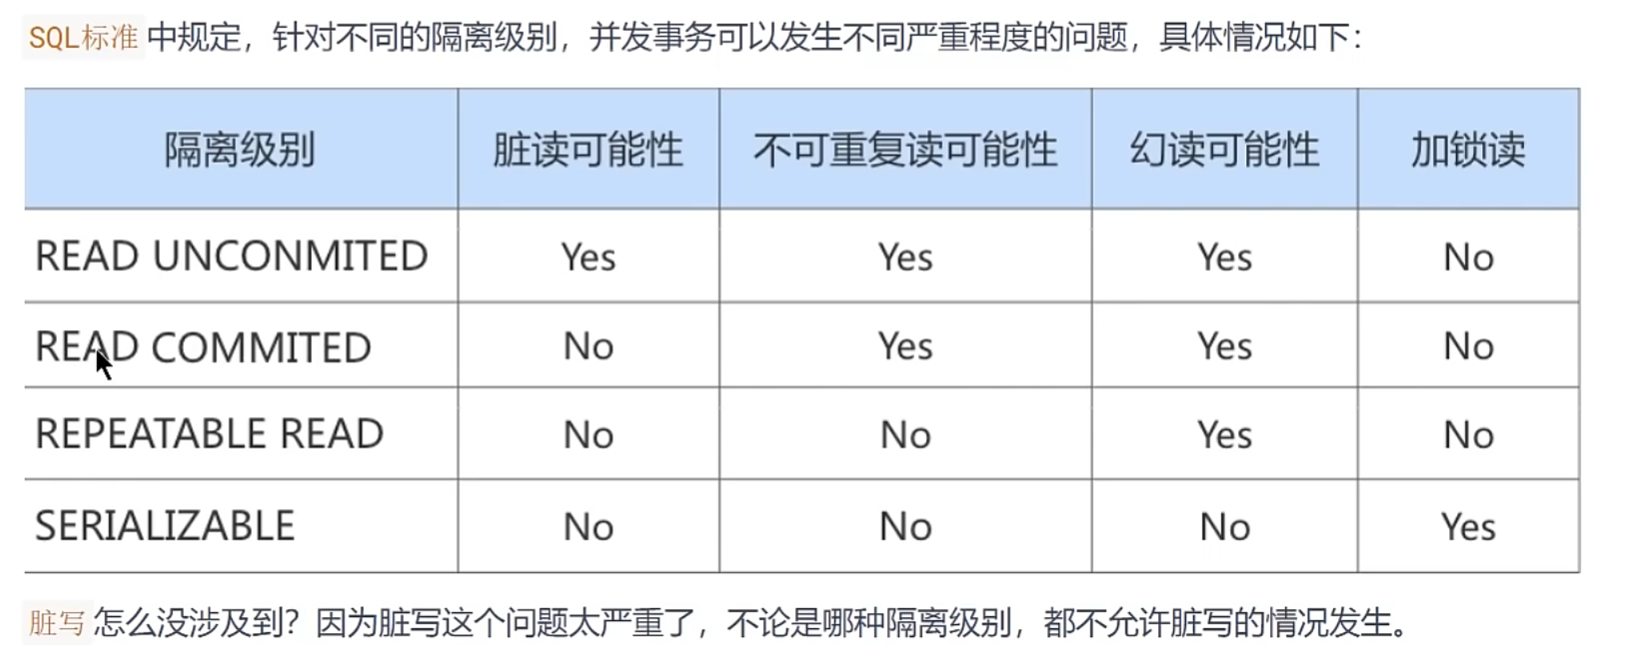 SQL标准 中规定，针对不同的隔离级别，并发事务可以发生不同严重程度的问题，具体情况如下：
隔离级别 脏读可能性 不可重复读可能性 幻读可能性 加锁读
READ UNCONMITED Yes Yes Yes No
READ COMMITED No Yes Yes No
REPEATABLE READ No No Yes No
SERIALIZABLE No No No Yes
脏写 怎么没涉及到？因为脏写这个问题太严重了，不论是哪种隔离级别，都不允许脏写的情况发生。